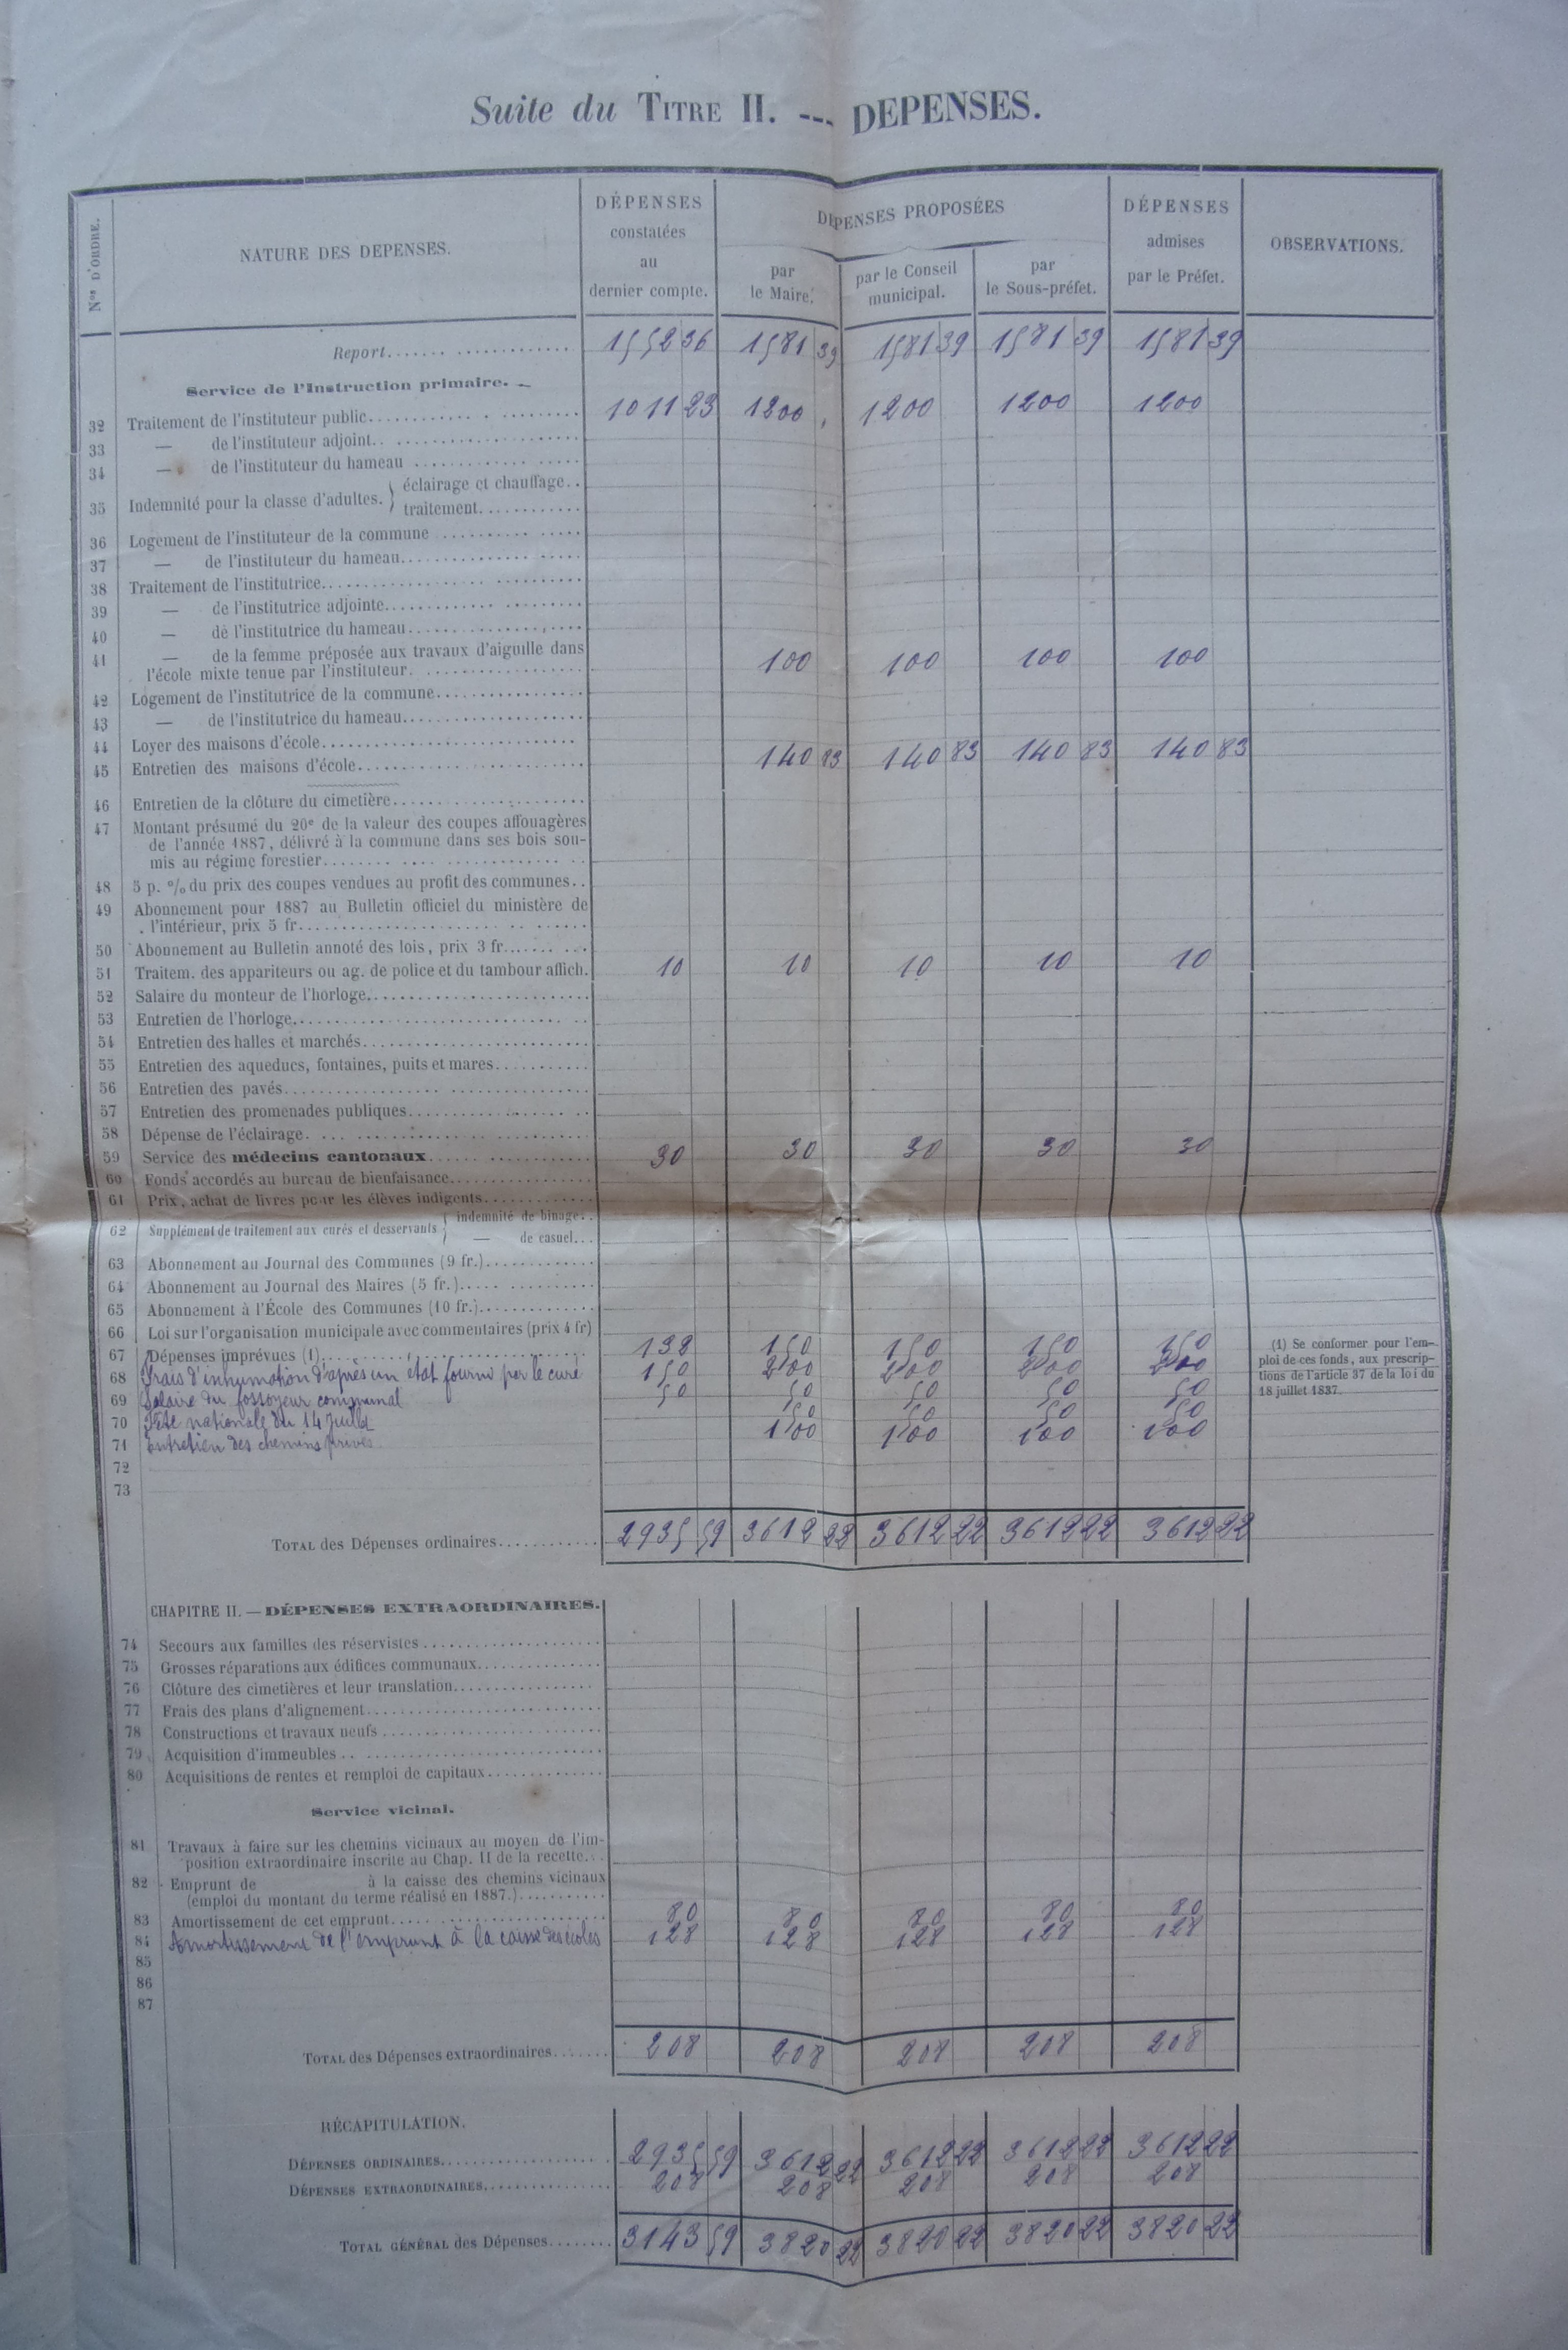 Suite du TITRE II. --- DEPENSES.
Nos D'ORDRE.
NATURE DES DEPENSES.
DÉPENSES constatées au dernier compte.
DEPENSES PROPOSÉES
par le Maire.
par le Conseil municipal.
par le Sous-préfet.
DÉPENSES admises par le Préfet.
OBSERVATIONS.
Report 1552 36 1581 39 1581 39 1581 39 1581 39
Service de l'Instruction primaire.
32 Traitement de l'instituteur public 1011 23 1200 1200 1200 1200
33 — de l'instituteur adjoint
34 — de l'instituteur du hameau
35 Indemnité pour la classe d'adultes. } éclairage et chauffage
traitement
36 Logement de l'instituteur de la commune
37 — de l'instituteur du hameau
38 Traitement de l'institutrice
39 — de l'institutrice adjointe
40 — de l'institutrice du hameau
41 — de la femme préposée aux travaux d'aiguille dans
l'école mixte tenue par l'instituteur. 100 100 100 100
42 Logement de l'institutrice de la commune
43 — de l'institutrice du hameau
44 Loyer des maisons d'école
45 Entretien des maisons d'école 140 83 140 83 140 83 140 83
46 Entretien de la clôture du cimetière
47 Montant présumé du 20e de la valeur des coupes affouagères
de l'année 1887, délivré à la commune dans ses bois sou-
mis au régime forestier
48 5 p. % du prix des coupes vendues au profit des communes
49 Abonnement pour 1887 au Bulletin officiel du ministère de
l'intérieur, prix 5 fr
50 Abonnement au Bulletin annoté des lois, prix 3 fr
51 Traitem. des appariteurs ou ag. de police et du tambour affich. 10 10 10 10 10
52 Salaire du monteur de l'horloge
53 Entretien de l'horloge
54 Entretien des halles et marchés
55 Entretien des aqueducs, fontaines, puits et mares
56 Entretien des pavés
57 Entretien des promenades publiques
58 Dépense de l'éclairage
59 Service des médecins cantonaux 30 30 30 30 30
60 Fonds accordés au bureau de bienfaisance
61 Prix, achat de livres pour les élèves indigents
62 Supplément de traitement aux curés et desservants { indemnité de binage
— de casuel
63 Abonnement au Journal des Communes (9 fr.)
64 Abonnement au Journal des Maires (5 fr.)
65 Abonnement à l'École des Communes (10 fr.)
66 Loi sur l'organisation municipale avec commentaires (prix 4 fr)
67 Dépenses imprévues (1) 132 150 150 150 150
68 Frais d'inhumation d'après un état fourni par le curé 150 200 200 200 200
69 Salaire du fossoyeur communal 50 50 50 50 50
70 Fête nationale du 14 juillet 50 50 50 50
71 Entretien des chemins privés 100 100 100 100
72
73
(1) Se conformer pour l'em-
ploi de ces fonds, aux prescrip-
tions de l'article 37 de la loi du
18 juillet 1837.
TOTAL des Dépenses ordinaires 2935 59 3612 22 3612 22 3612 22 3612 22
CHAPITRE II. — DÉPENSES EXTRAORDINAIRES.
74 Secours aux familles des réservistes
75 Grosses réparations aux édifices communaux
76 Clôture des cimetières et leur translation
77 Frais des plans d'alignement
78 Constructions et travaux neufs
79 Acquisition d'immeubles
80 Acquisitions de rentes et remploi de capitaux
Service vicinal.
81 Travaux à faire sur les chemins vicinaux au moyen de l'im-
position extraordinaire inscrite au Chap. II de la recette
82 Emprunt de à la caisse des chemins vicinaux
(emploi du montant du terme réalisé en 1887.)
83 Amortissement de cet emprunt 80 80 80 80 80
84 Amortissement de l'emprunt à la caisse des écoles 128 128 128 128 128
85
86
87
TOTAL des Dépenses extraordinaires 208 208 208 208 208
RÉCAPITULATION.
DÉPENSES ORDINAIRES 2935 59 3612 22 3612 22 3612 22 3612 22
DÉPENSES EXTRAORDINAIRES 208 208 208 208 208
TOTAL GÉNÉRAL des Dépenses 3143 59 3820 22 3820 22 3820 22 3820 22